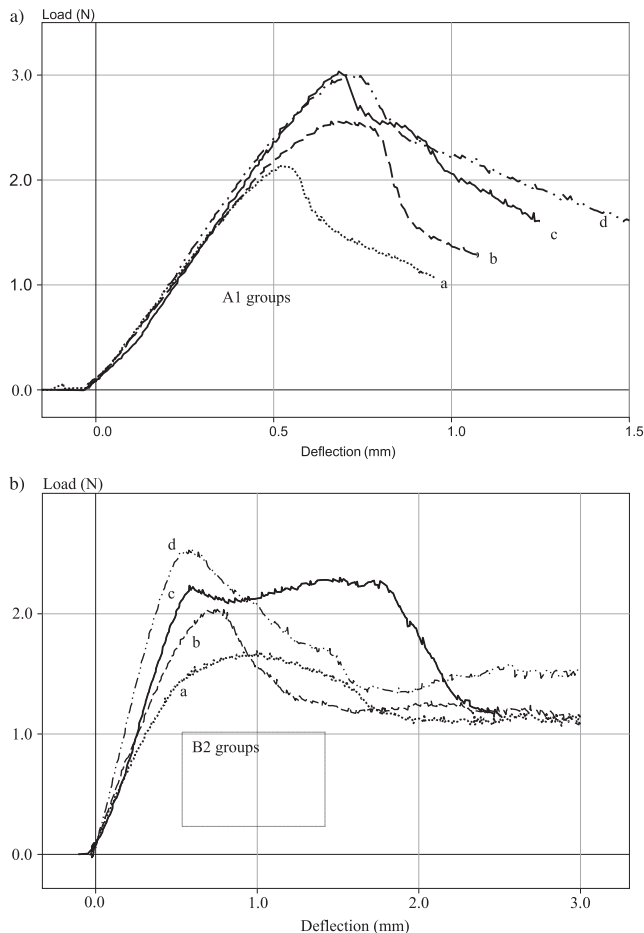 a) Load (N)
3.0
2.0
1.0
0.0
A1 groups
a
b
c
d
0.0 0.5 1.0 1.5
Deflection (mm)
b) Load (N)
2.0
1.0
0.0
d
c
b
a
B2 groups
0.0 1.0 2.0 3.0
Deflection (mm)